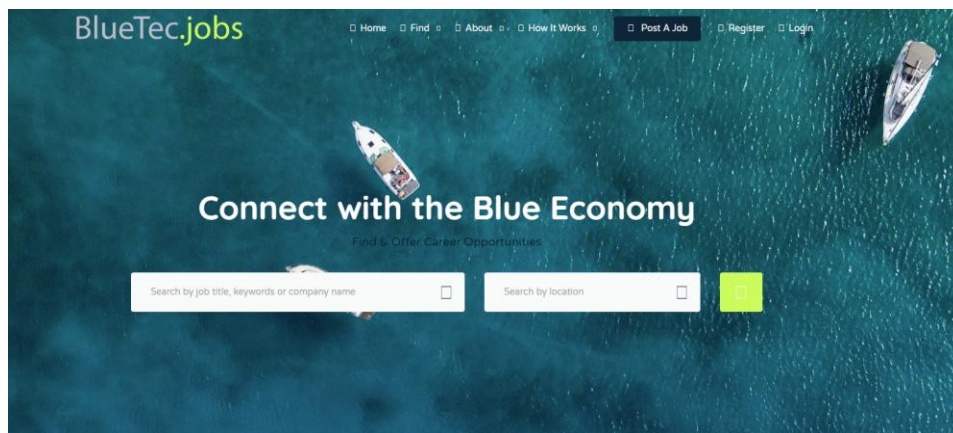 BlueTec.jobs
Home Find About How It Works Post A Job Register Login
Connect with the Blue Economy
Find & Offer Career Opportunities
Search by job title, keywords or company name Search by location